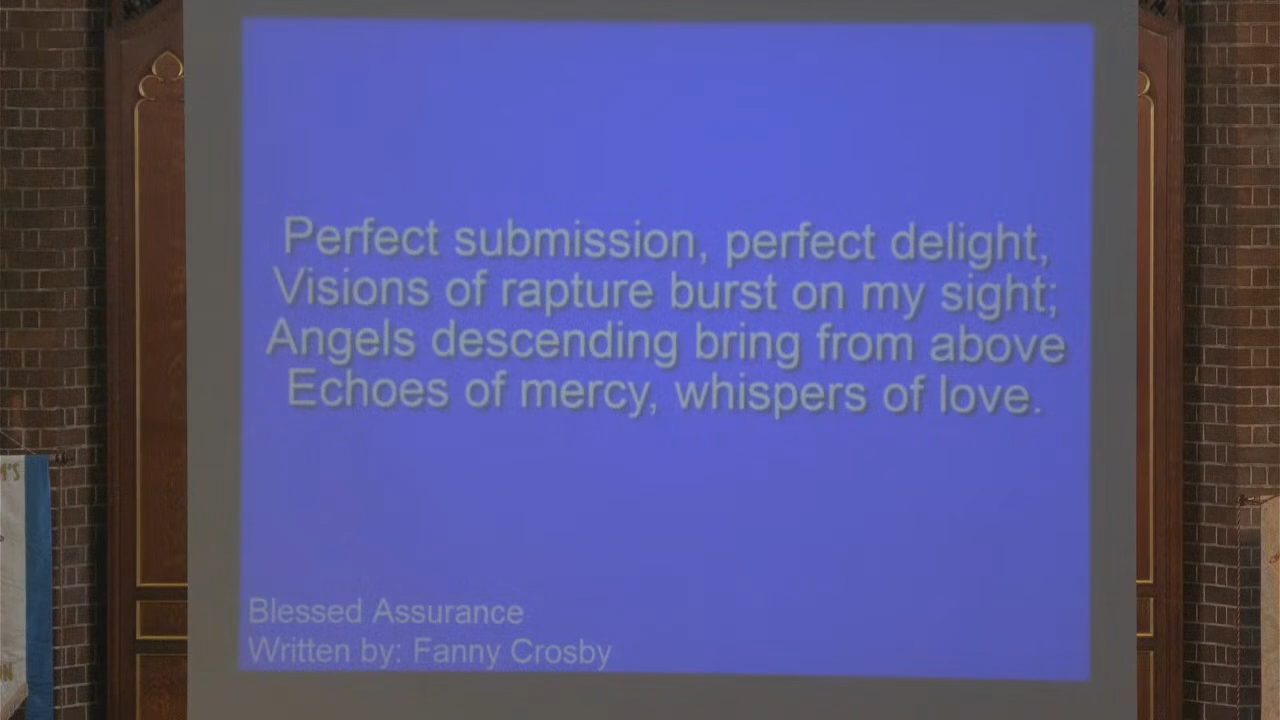 Perfect submission, perfect delight,
Visions of rapture burst on my sight;
Angels descending bring from above
Echoes of mercy, whispers of love.
Blessed Assurance
Written by: Fanny Crosby